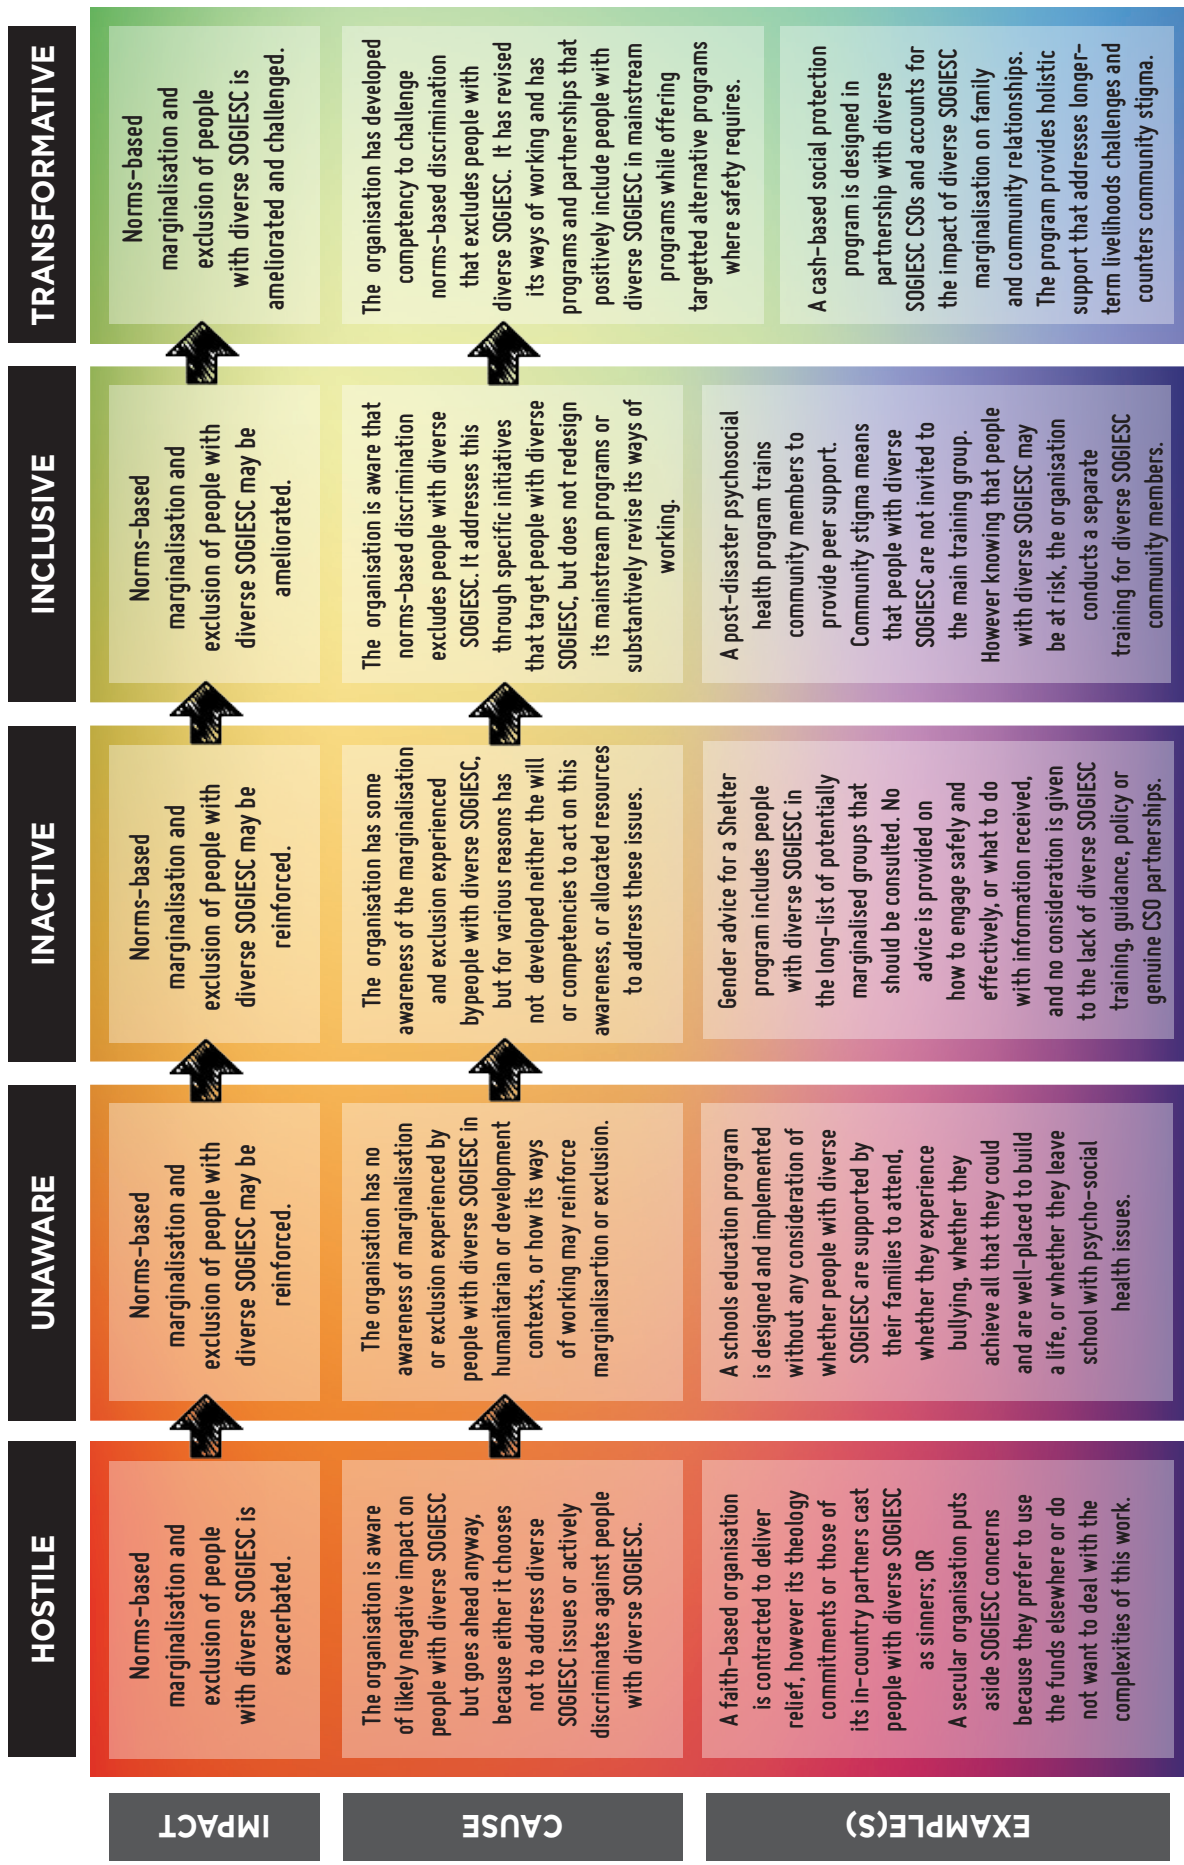 HOSTILE
UNAWARE
INACTIVE
INCLUSIVE
TRANSFORMATIVE
IMPACT
Norms-based
marginalisation and
exclusion of people
with diverse SOGIESC is
exacerbated.
Norms-based
marginalisation and
exclusion of people with
diverse SOGIESC may be
reinforced.
Norms-based
marginalisation and
exclusion of people with
diverse SOGIESC may be
reinforced.
Norms-based
marginalisation and
exclusion of people with
diverse SOGIESC may be
ameliorated.
Norms-based
marginalisation and
exclusion of people
with diverse SOGIESC is
ameliorated and challenged.
CAUSE
The organisation is aware
of likely negative impact on
people with diverse SOGIESC
but goes ahead anyway,
because either it chooses
not to address diverse
SOGIESC issues or actively
discriminates against people
with diverse SOGIESC.
The organisation has no
awareness of marginalisation
or exclusion experienced by
people with diverse SOGIESC in
humanitarian or development
contexts, or how its ways
of working may reinforce
marginalisartion or exclusion.
The organisation has some
awareness of the marginalisation
and exclusion experienced
bypeople with diverse SOGIESC,
but for various reasons has
not developed neither the will
or competencies to act on this
awareness, or allocated resources
to address these issues.
The organisation is aware that
norms-based discrimination
excludes people with diverse
SOGIESC. It addresses this
through specific initiatives
that target people with diverse
SOGIESC, but does not redesign
its mainstream programs or
substantively revise its ways of
working.
The organisation has developed
competency to challenge
norms-based discrimination
that excludes people with
diverse SOGIESC. It has revised
its ways of working and has
programs and partnerships that
positively include people with
diverse SOGIESC in mainstream
programs while offering
targetted alternative programs
where safety requires.
EXAMPLE(S)
A faith-based organisation
is contracted to deliver
relief, however its theology
commitments or those of
its in-country partners cast
people with diverse SOGIESC
as sinners; OR
A secular organisation puts
aside SOGIESC concerns
because they prefer to use
the funds elsewhere or do
not want to deal with the
complexities of this work.
A schools education program
is designed and implemented
without any consideration of
whether people with diverse
SOGIESC are supported by
their families to attend,
whether they experience
bullying, whether they
achieve all that they could
and are well-placed to build
a life, or whether they leave
school with psycho-social
health issues.
Gender advice for a Shelter
program includes people
with diverse SOGIESC in
the long-list of potentially
marginalised groups that
should be consulted. No
advice is provided on
how to engage safely and
effectively, or what to do
with information received,
and no consideration is given
to the lack of diverse SOGIESC
training, guidance, policy or
genuine CSO partnerships.
A post-disaster psychosocial
health program trains
community members to
provide peer support.
Community stigma means
that people with diverse
SOGIESC are not invited to
the main training group.
However knowing that people
with diverse SOGIESC may
be at risk, the organisation
conducts a separate
training for diverse SOGIESC
community members.
A cash-based social protection
program is designed in
partnership with diverse
SOGIESC CSOs and accounts for
the impact of diverse SOGIESC
marginalisation on family
and community relationships.
The program provides holistic
support that addresses longer-
term livelihoods challenges and
counters community stigma.